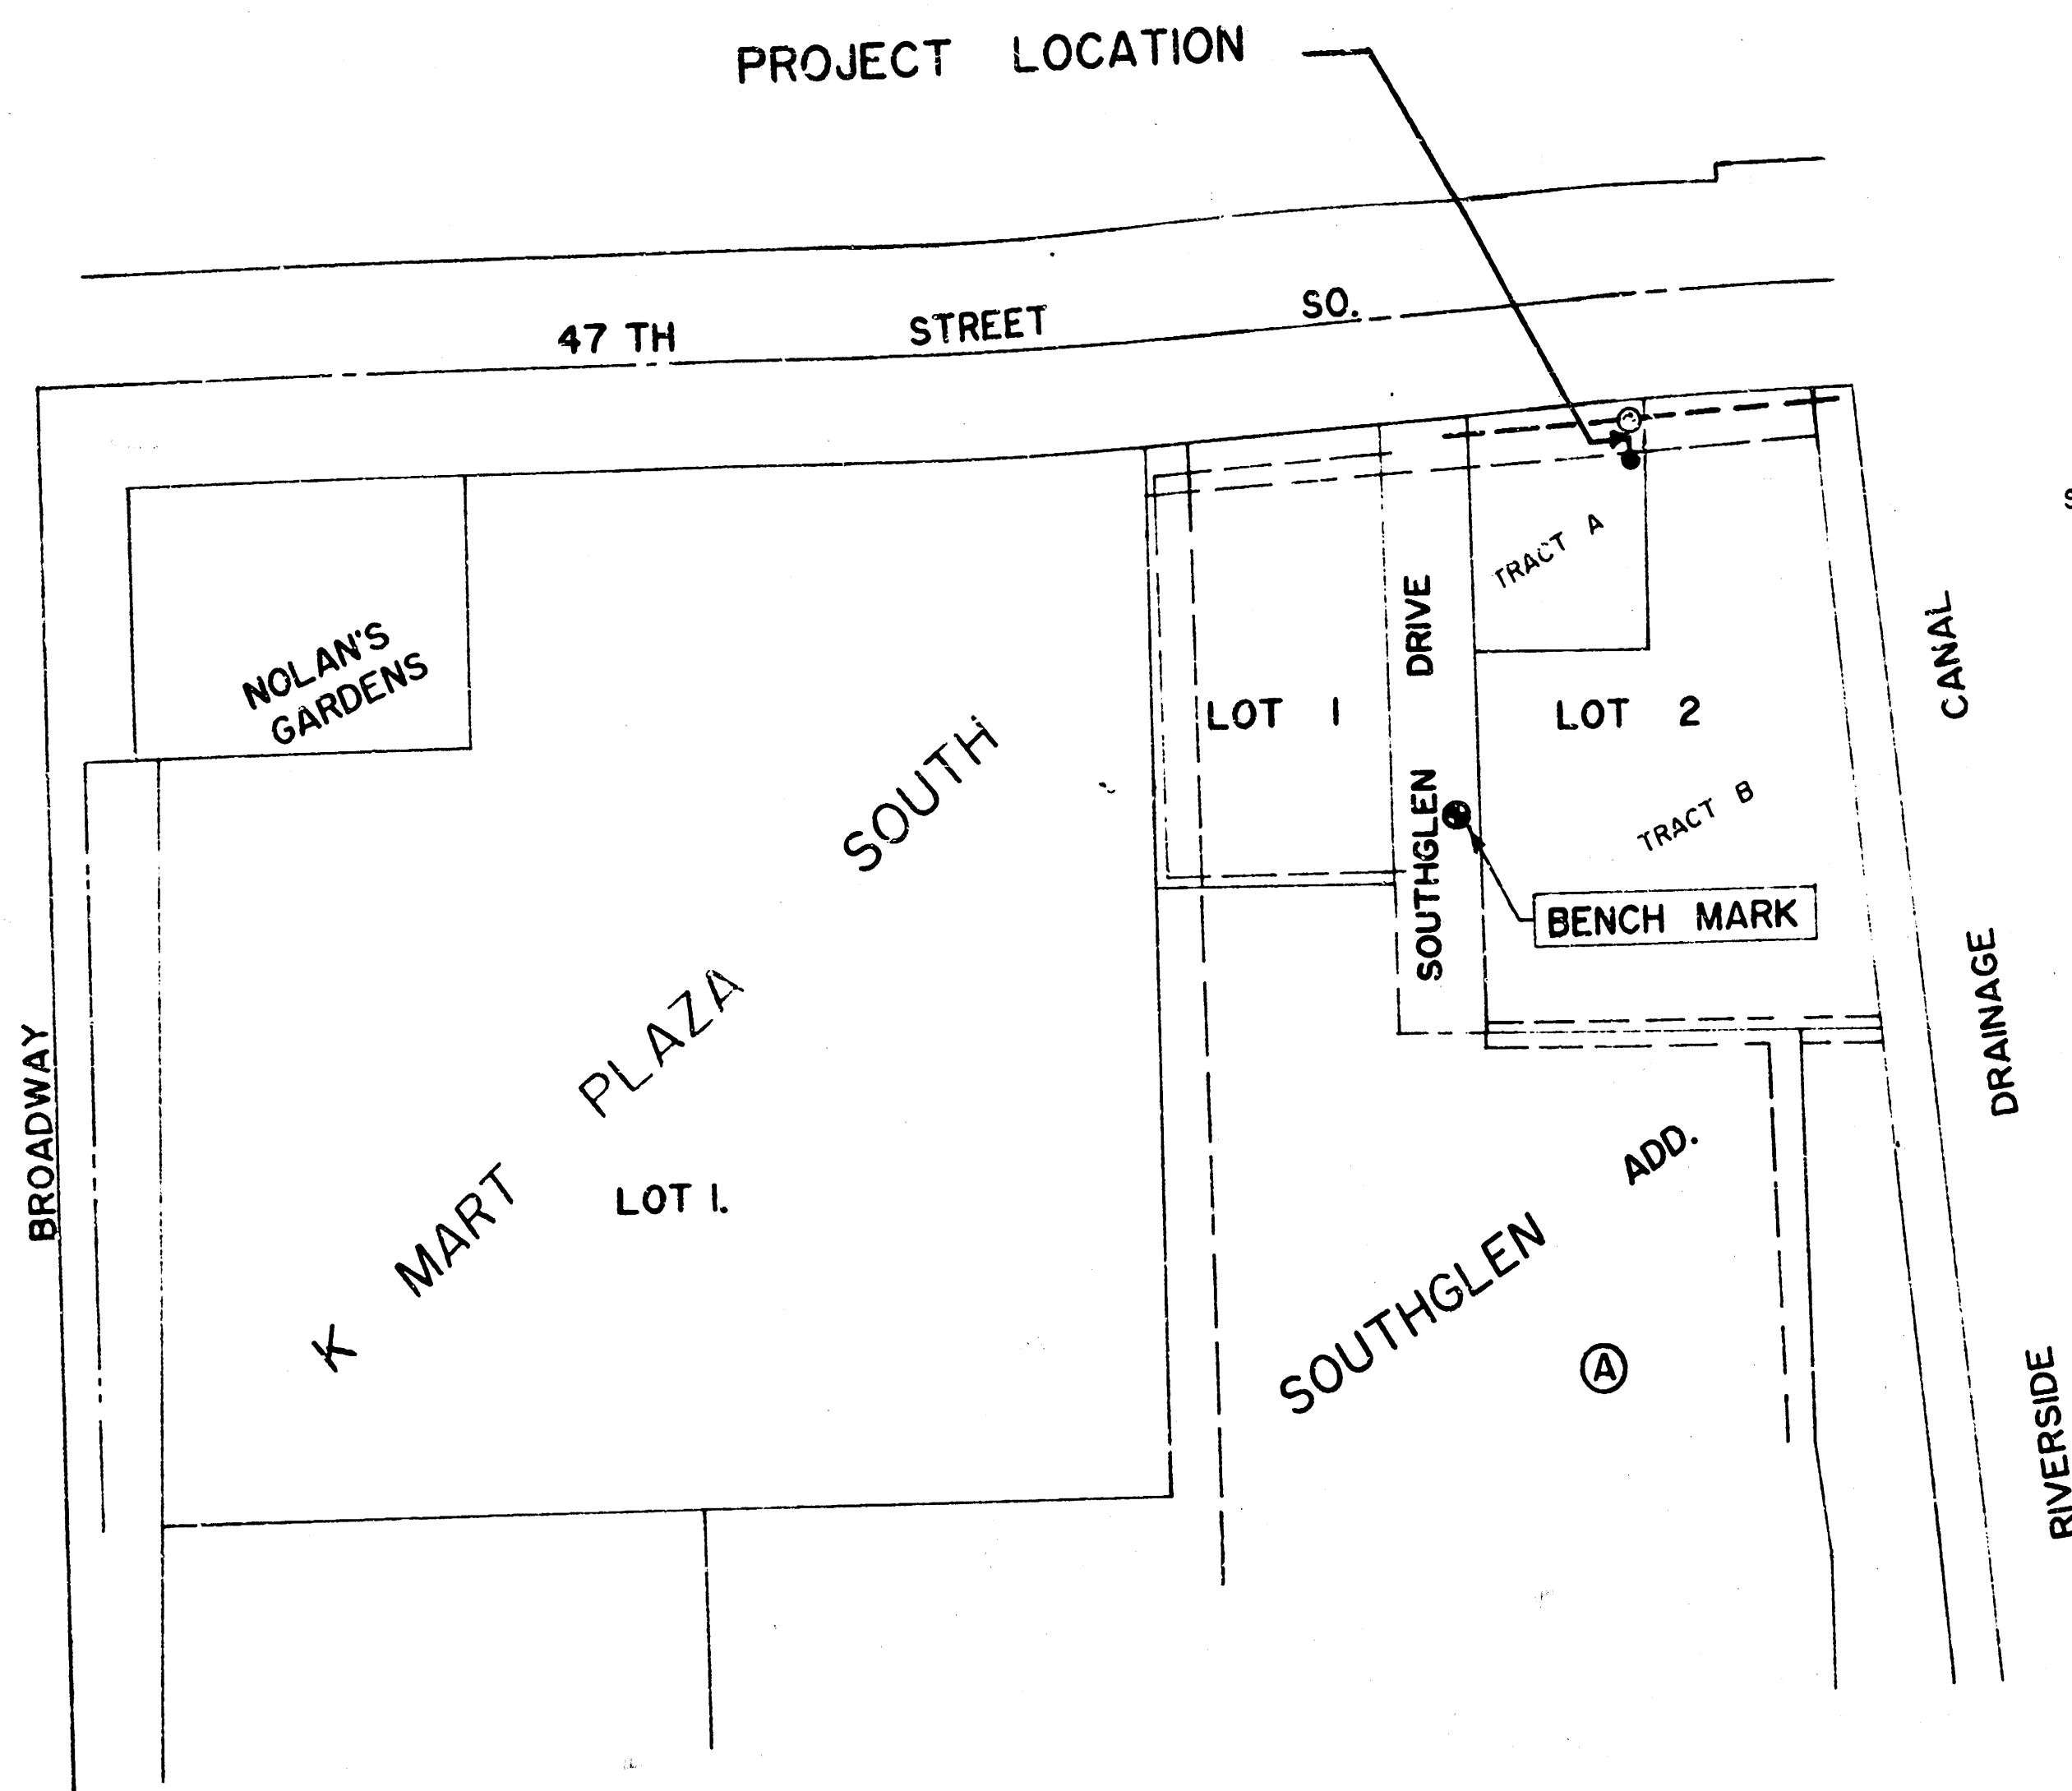 PROJECT LOCATION
47 TH STREET SO.
NOLAN'S
GARDENS
TRACT A
SOUTHGLEN DRIVE
LOT 1
LOT 2
TRACT B
BENCH MARK
K MART PLAZA SOUTH
LOT 1.
BROADWAY
SOUTHGLEN ADD.
A
RIVERSIDE DRAINAGE CANAL